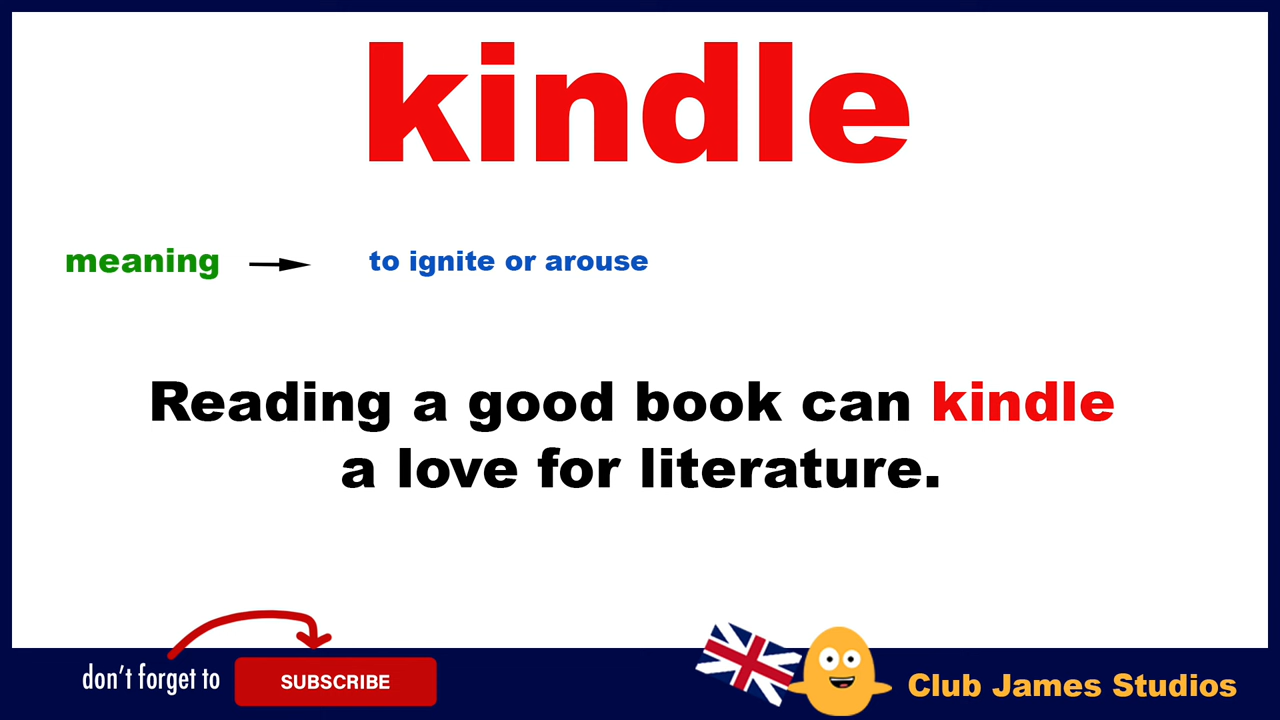 kindle
meaning
to ignite or arouse
Reading a good book can kindle
a love for literature.
don't forget to
SUBSCRIBE
Club James Studios